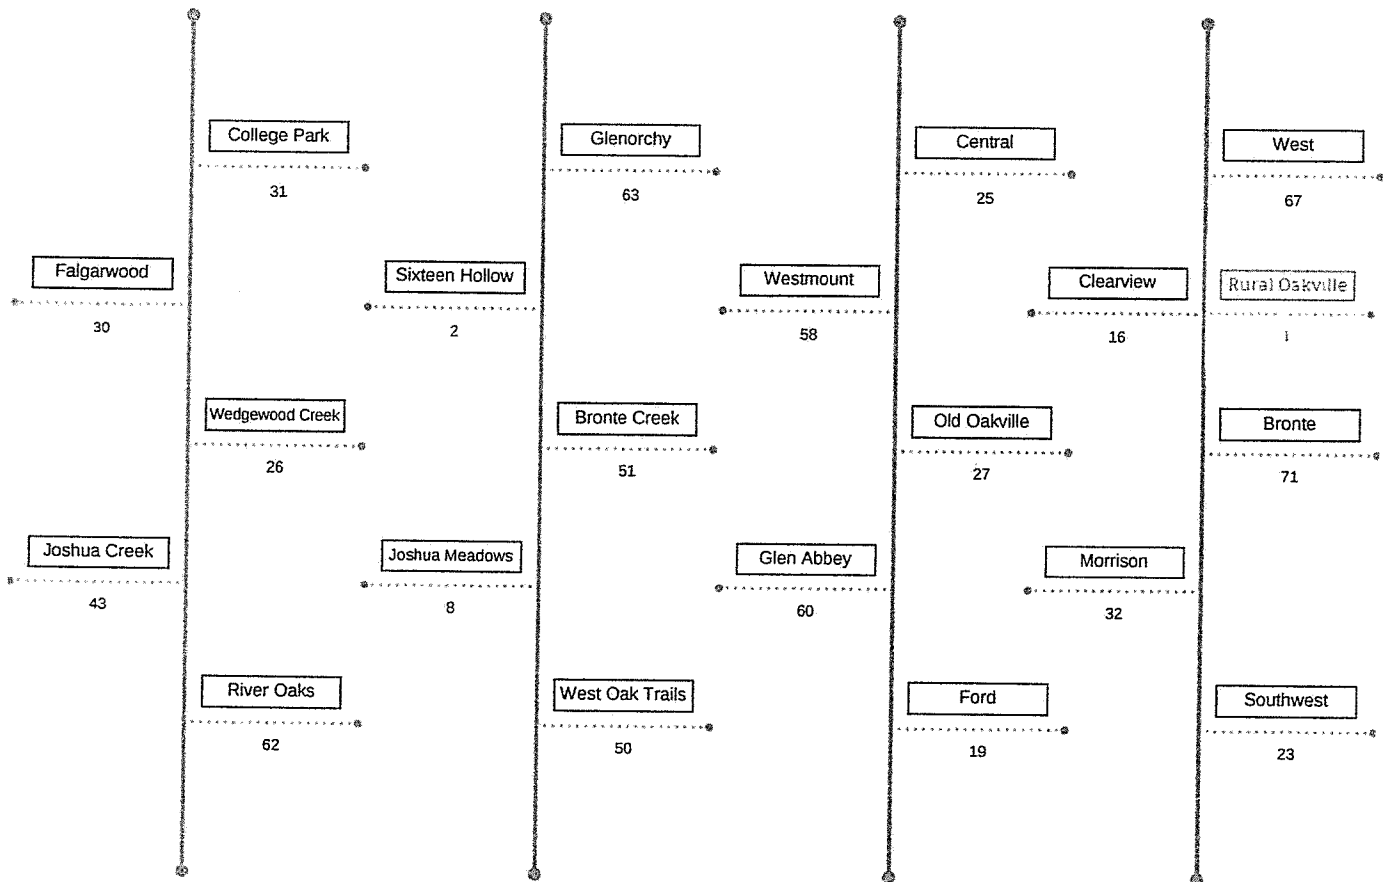 College Park
31
Falgarwood
30
Wedgewood Creek
26
Joshua Creek
43
River Oaks
62
Glenorchy
63
Sixteen Hollow
2
Bronte Creek
51
Joshua Meadows
8
West Oak Trails
50
Central
25
Westmount
58
Old Oakville
27
Glen Abbey
60
Ford
19
West
67
Clearview
16
Rural Oakville
1
Bronte
71
Morrison
32
Southwest
23